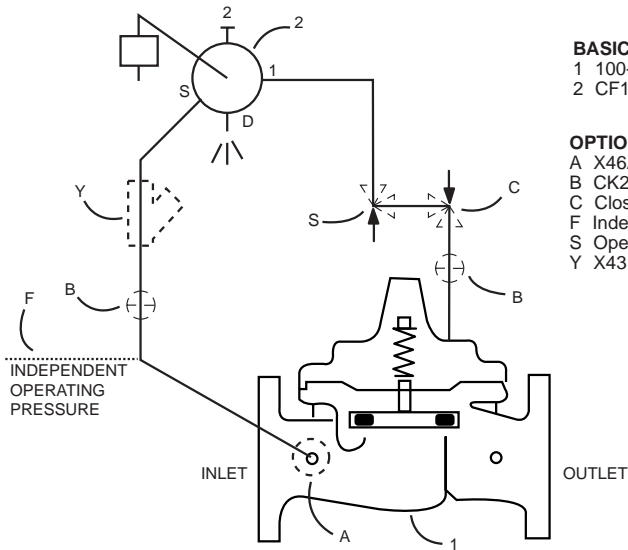 2
2
1
S
D
BASIC
1 100-
2 CF1
OPTIO
A X46
B CK2
C Clos
F Inde
S Ope
Y X43
Y
S
C
B
B
F
INDEPENDENT
OPERATING
PRESSURE
INLET
OUTLET
A
1